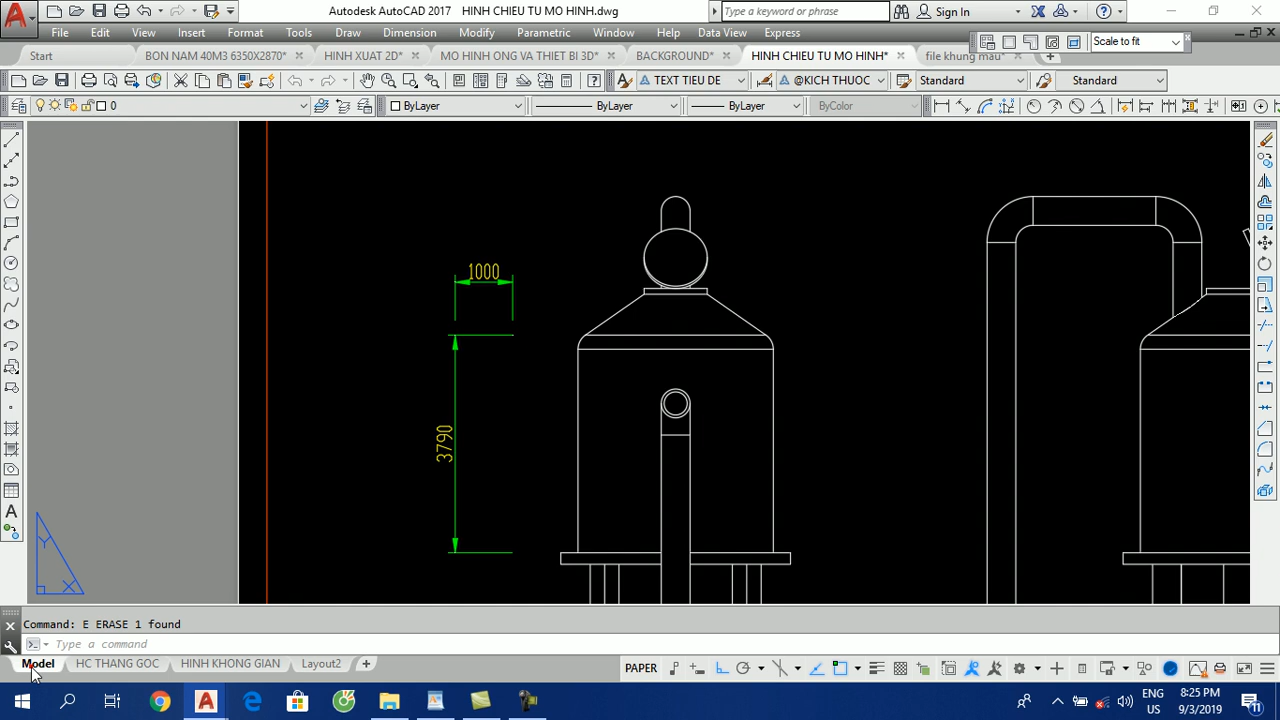 Autodesk AutoCAD 2017 HINH CHIEU TU MO HINH.dwg
Type a keyword or phrase
Sign In
File Edit View Insert Format Tools Draw Dimension Modify Parametric Window Help Data View Express
Scale to fit
Start
BON NAM 40M3 6350X2870*
HINH XUAT 2D*
MO HINH ONG VA THIET BI 3D*
BACKGROUND*
HINH CHIEU TU MO HINH*
file khung mau*
TEXT TIEU DE
@KICH THUOC
Standard
Standard
0
ByLayer
ByLayer
ByLayer
ByColor
1000
3790
Y
X
Command: E ERASE 1 found
Type a command
Model
HC THANG GOC
HINH KHONG GIAN
Layout2
PAPER
ENG
US
8:25 PM
9/3/2019
11